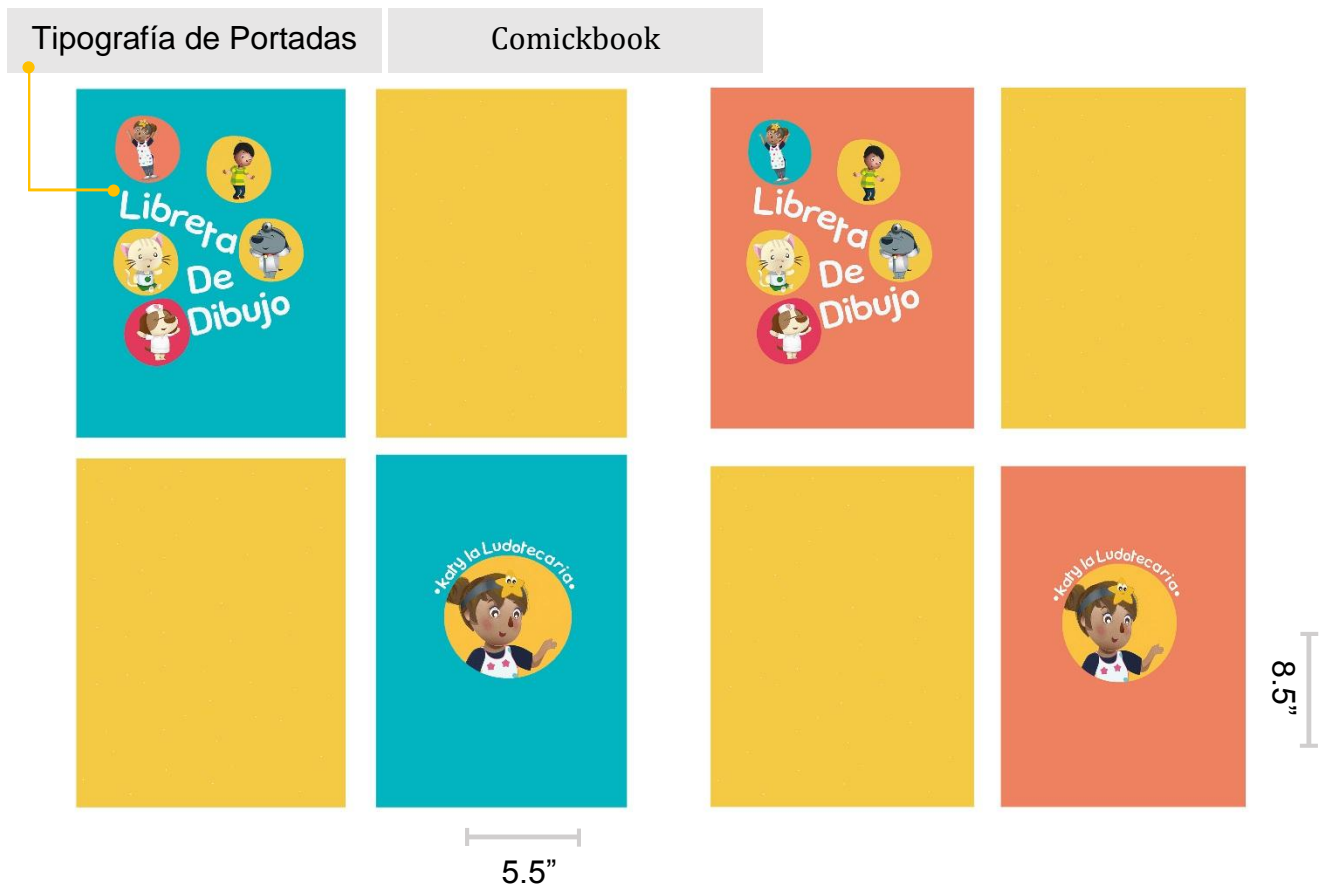 Tipografía de Portadas
Comickbook
Libreta
De
Dibujo
Libreta
De
Dibujo
•katy la Ludotecaria•
•katy la Ludotecaria•
8.5”
5.5”